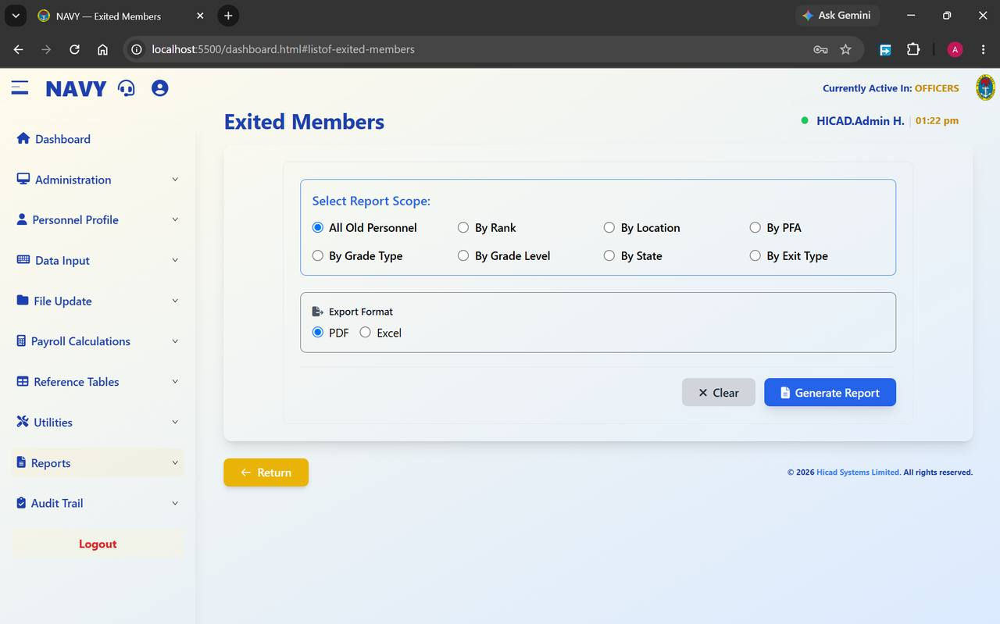 NAVY — Exited Members
Ask Gemini
localhost:5500/dashboard.html#listof-exited-members
A
NAVY
Currently Active In: OFFICERS
Exited Members
HICAD.Admin H. | 01:22 pm
Dashboard
Administration
Personnel Profile
Data Input
File Update
Payroll Calculations
Reference Tables
Utilities
Reports
Audit Trail
Logout
Select Report Scope:
All Old Personnel By Rank By Location By PFA
By Grade Type By Grade Level By State By Exit Type
Export Format
PDF Excel
Clear Generate Report
Return
© 2026 Hicad Systems Limited. All rights reserved.